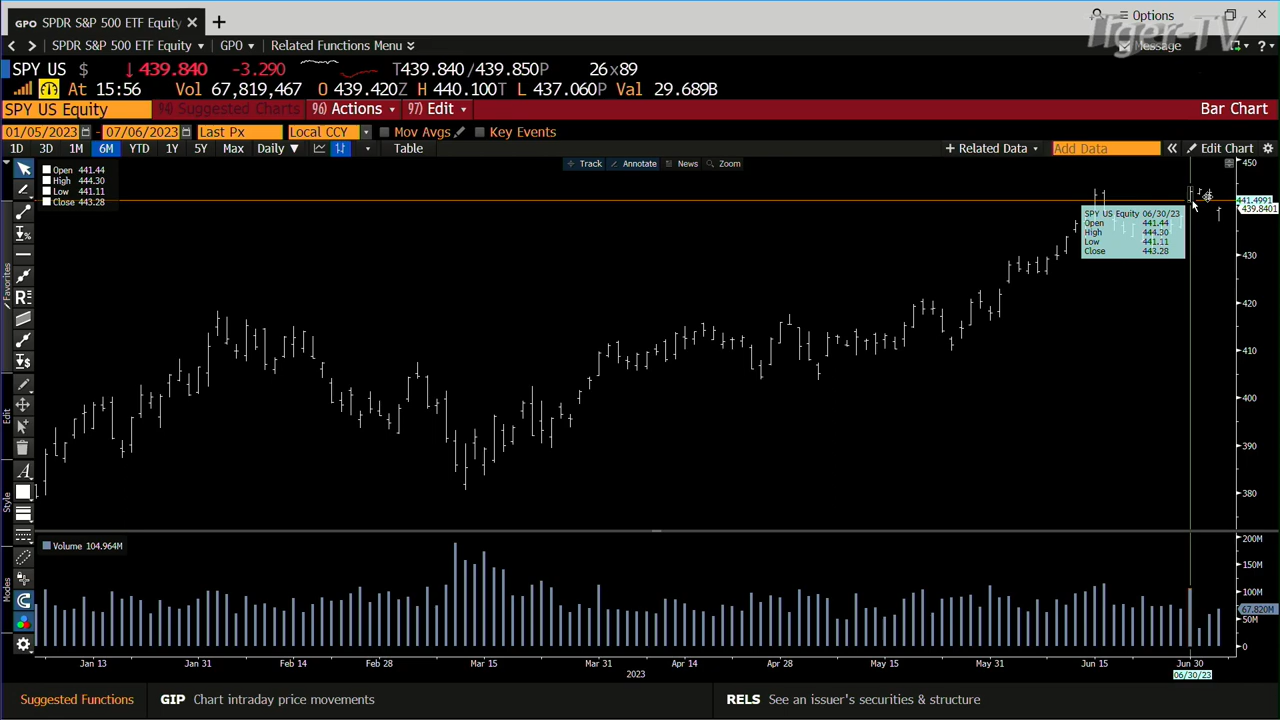 GPO SPDR S&P 500 ETF Equity
Options
Tiger-TV
SPDR S&P 500 ETF Equity GPO Related Functions Menu
Message
SPY US $ ↓ 439.840 -3.290 T439.840 /439.850P 26x89
At 15:56 Vol 67,819,467 O 439.420Z H 440.100T L 437.060P Val 29.689B
SPY US Equity 94) Suggested Charts 96) Actions 97) Edit Bar Chart
01/05/2023 - 07/06/2023 Last Px Local CCY Mov Avgs Key Events
1D 3D 1M 6M YTD 1Y 5Y Max Daily ▼ Table + Related Data Add Data « Edit Chart
Track Annotate News Zoom
Open 441.44
High 444.30
Low 441.11
Close 443.28
SPY US Equity 06/30/23
Open 441.44
High 444.30
Low 441.11
Close 443.28
450
441.4991
439.8401
430
420
410
400
390
380
Favorites
Edit
Style
Modes
Volume 104.964M
200M
150M
100M
67.820M
50M
0
Jan 13 Jan 31 Feb 14 Feb 28 Mar 15 Mar 31 Apr 14 Apr 28 May 15 May 31 Jun 15 Jun 30
2023
06/30/23
Suggested Functions GIP Chart intraday price movements RELS See an issuer's securities & structure